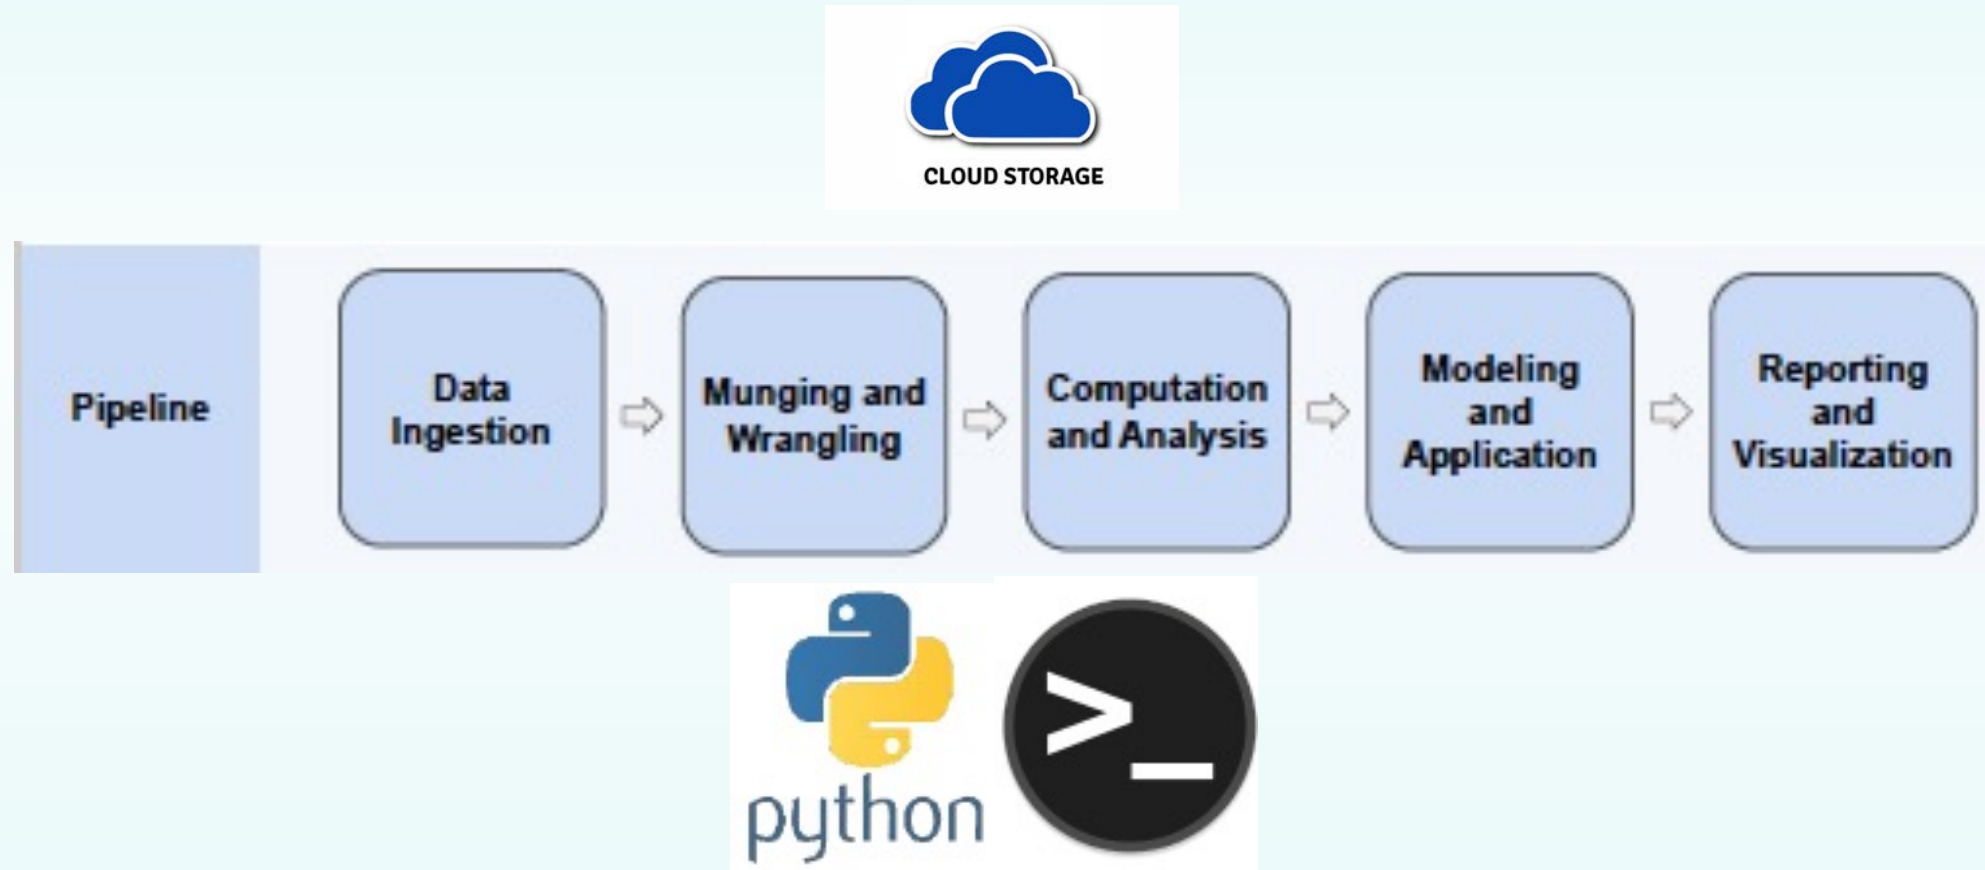 CLOUD STORAGE
Pipeline
Data
Ingestion
Munging and
Wrangling
Computation
and Analysis
Modeling
and
Application
Reporting
and
Visualization
python
>_